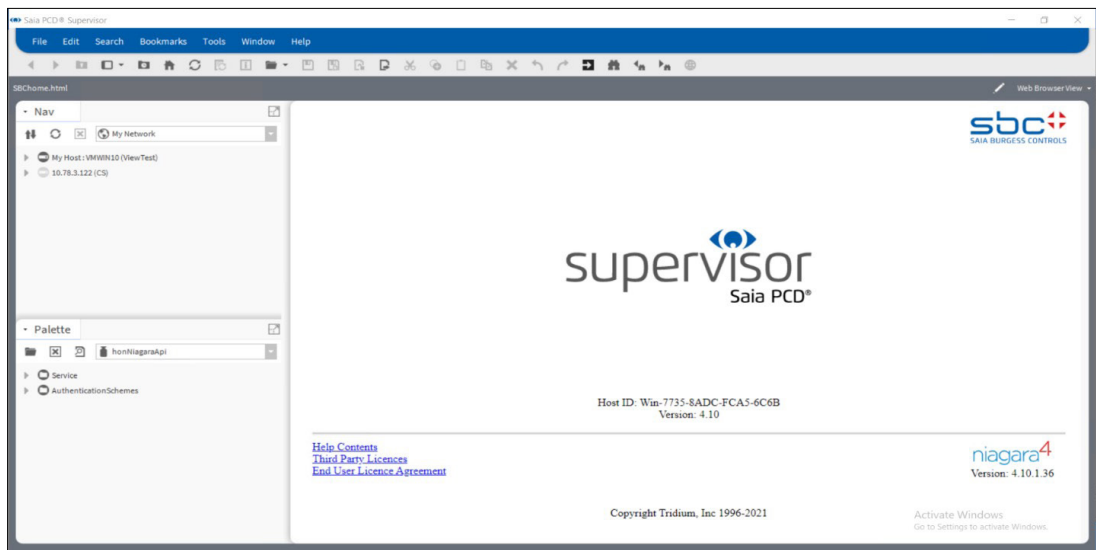 Saia PCD® Supervisor
File Edit Search Bookmarks Tools Window Help
SBChome.html
Web Browser View
Nav
My Network
My Host : VMWIN10 (ViewTest)
10.78.3.122 (CS)
sbc
SAIA BURGESS CONTROLS
supervisor
Saia PCD®
Palette
honNiagaraApi
Service
AuthenticationSchemes
Host ID: Win-7735-8ADC-FCA5-6C6B
Version: 4.10
Help Contents
Third Party Licences
End User Licence Agreement
niagara4
Version: 4.10.1.36
Copyright Tridium, Inc 1996-2021
Activate Windows
Go to Settings to activate Windows.